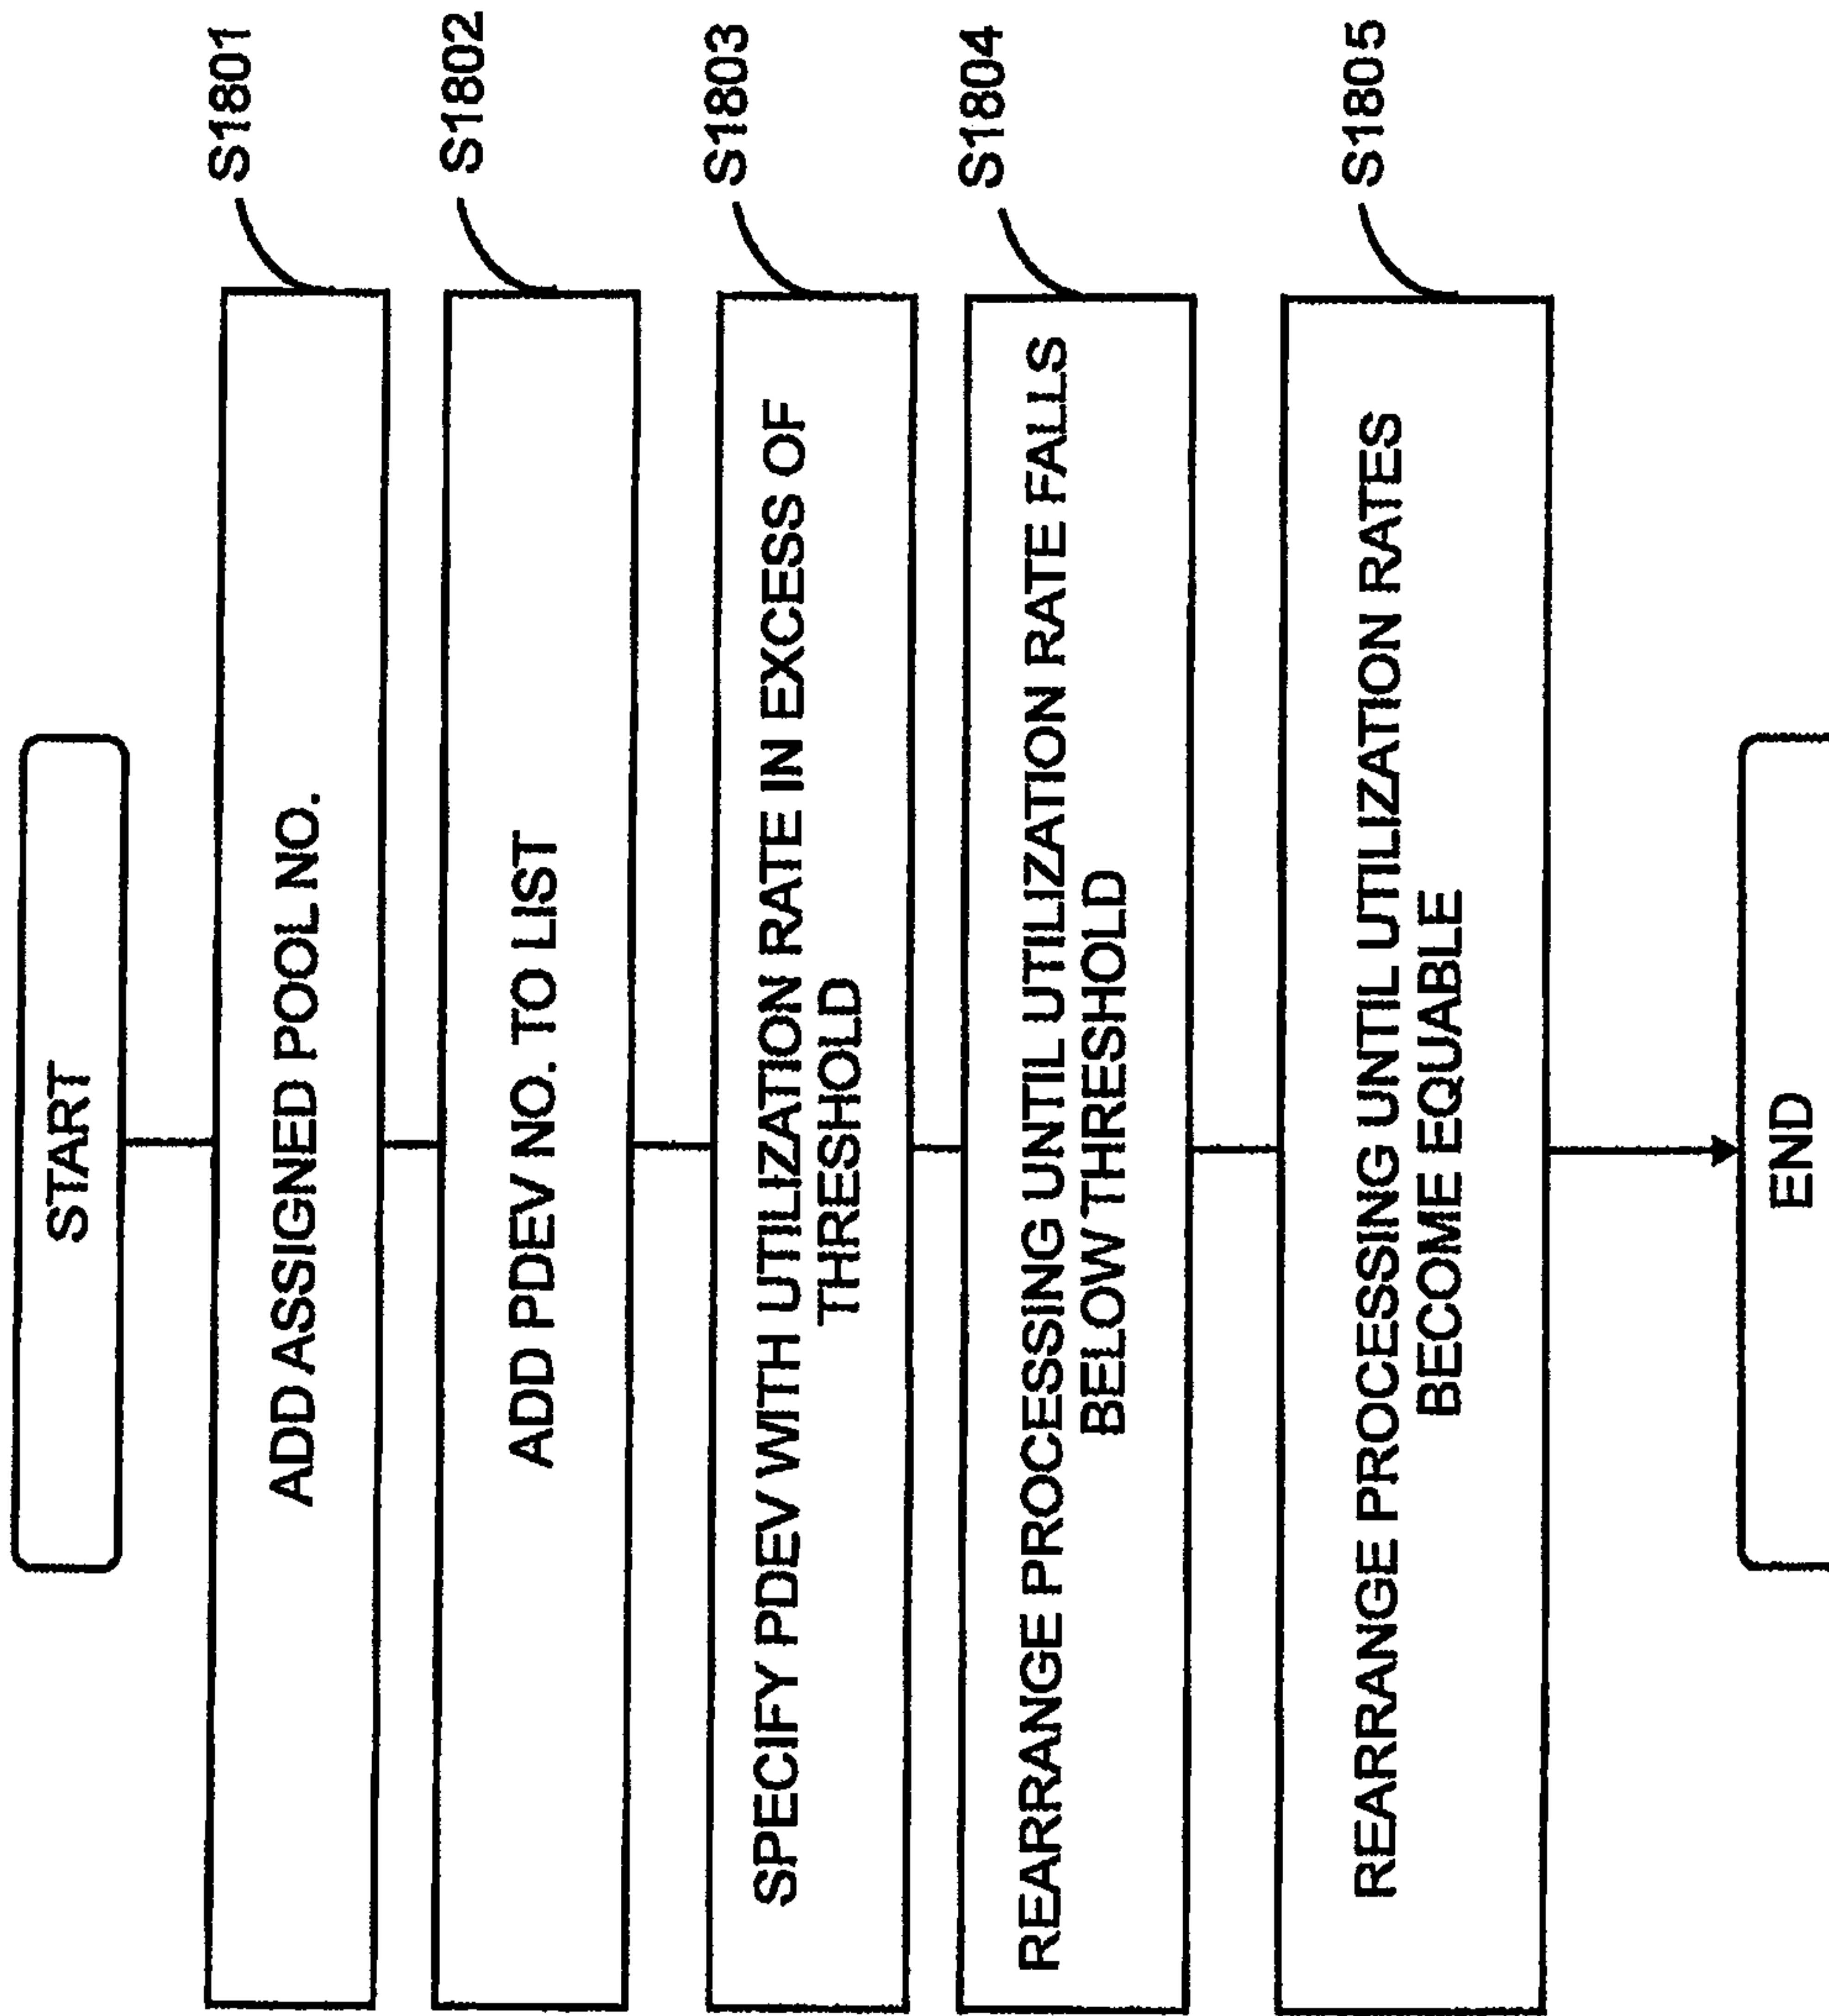 START
S1801
ADD ASSIGNED POOL NO.
S1802
ADD PDEV NO. TO LIST
S1803
SPECIFY PDEV WITH UTILIZATION RATE IN EXCESS OF
THRESHOLD
S1804
REARRANGE PROCESSING UNTIL UTILIZATION RATE FALLS
BELOW THRESHOLD
S1805
REARRANGE PROCESSING UNTIL UTILIZATION RATES
BECOME EQUABLE
END